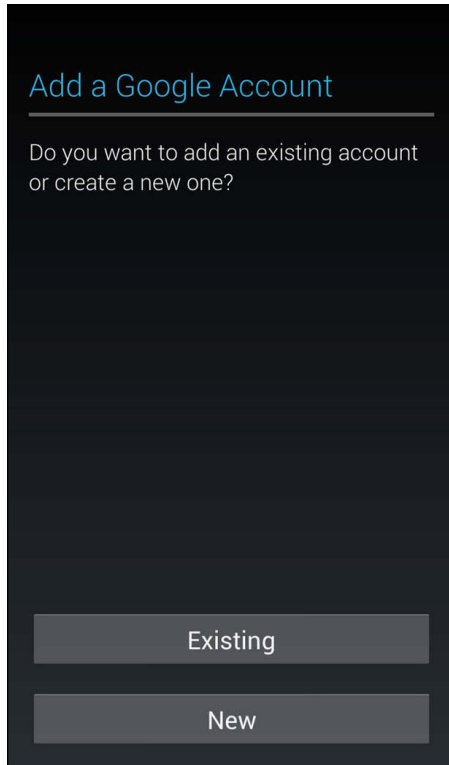 Add a Google Account
Do you want to add an existing account
or create a new one?
Existing
New